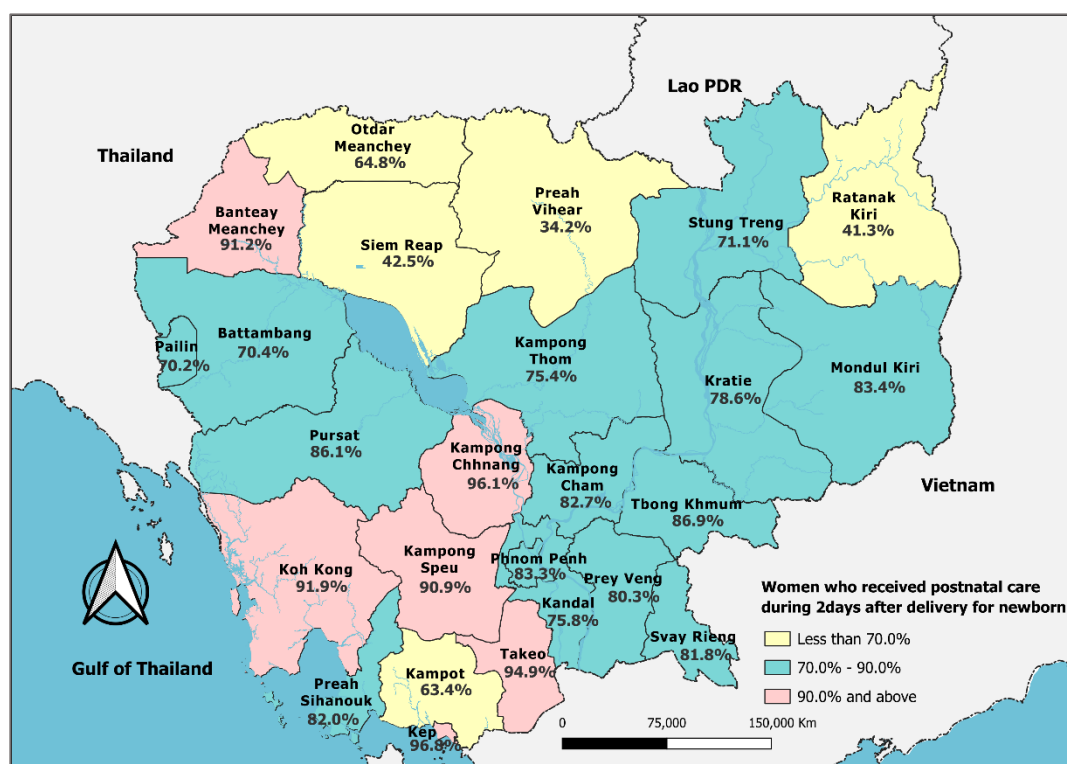 Lao PDR
Thailand
Otdar
Meanchey
64.8%
Banteay
Meanchey
91.2%
Siem Reap
42.5%
Preah
Vihear
34.2%
Stung Treng
71.1%
Ratanak
Kiri
41.3%
Pailin
70.2%
Battambang
70.4%
Kampong
Thom
75.4%
Kratie
78.6%
Mondul Kiri
83.4%
Pursat
86.1%
Kampong
Chhnang
96.1%
Kampong
Cham
82.7%
Tbong Khmum
86.9%
Vietnam
Koh Kong
91.9%
Kampong
Speu
90.9%
Phnom Penh
83.3%
Prey Veng
80.3%
Kandal
75.8%
Svay Rieng
81.8%
Takeo
94.9%
Gulf of Thailand
Preah
Sihanouk
82.0%
Kampot
63.4%
Kep
96.8%
Women who received postnatal care
during 2days after delivery for newborn
Less than 70.0%
70.0% - 90.0%
90.0% and above
0 75,000 150,000 Km